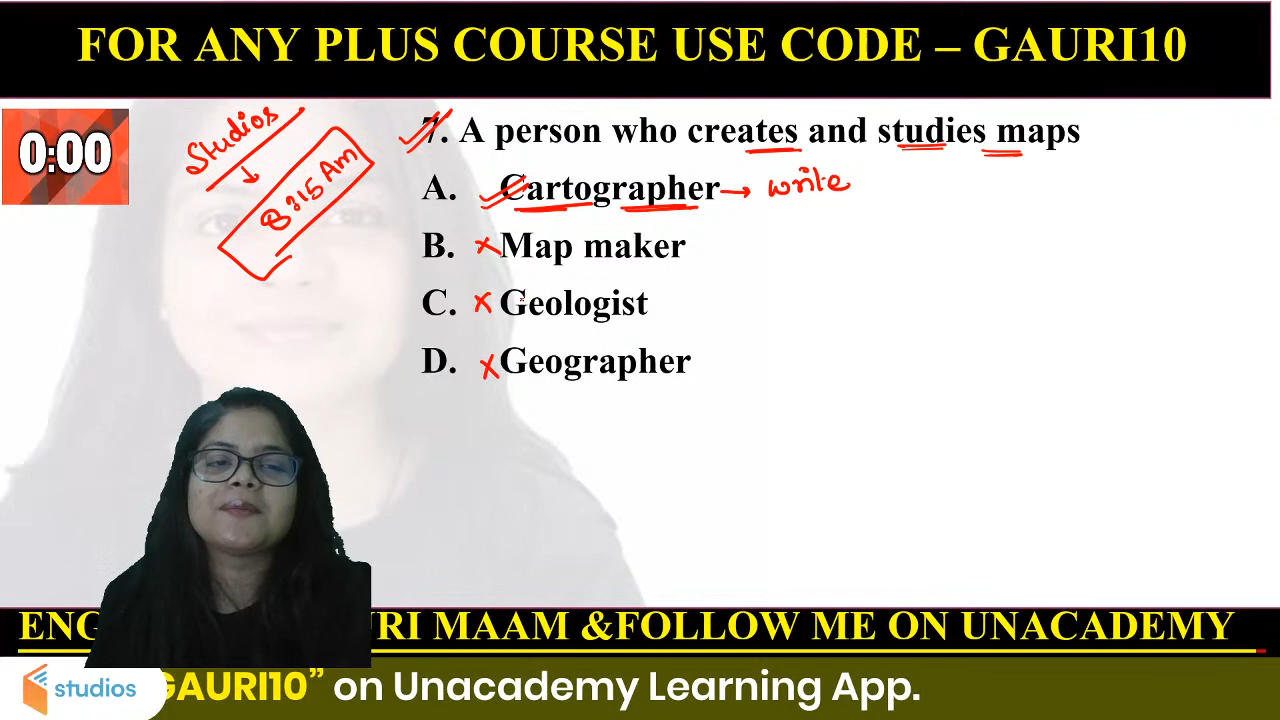 FOR ANY PLUS COURSE USE CODE – GAURI10
0:00
Studios
8:15 Am
7. A person who creates and studies maps
A. Cartographer → write
B. Map maker
C. Geologist
D. Geographer
ENG RI MAAM &FOLLOW ME ON UNACADEMY
studios GAURI10” on Unacademy Learning App.